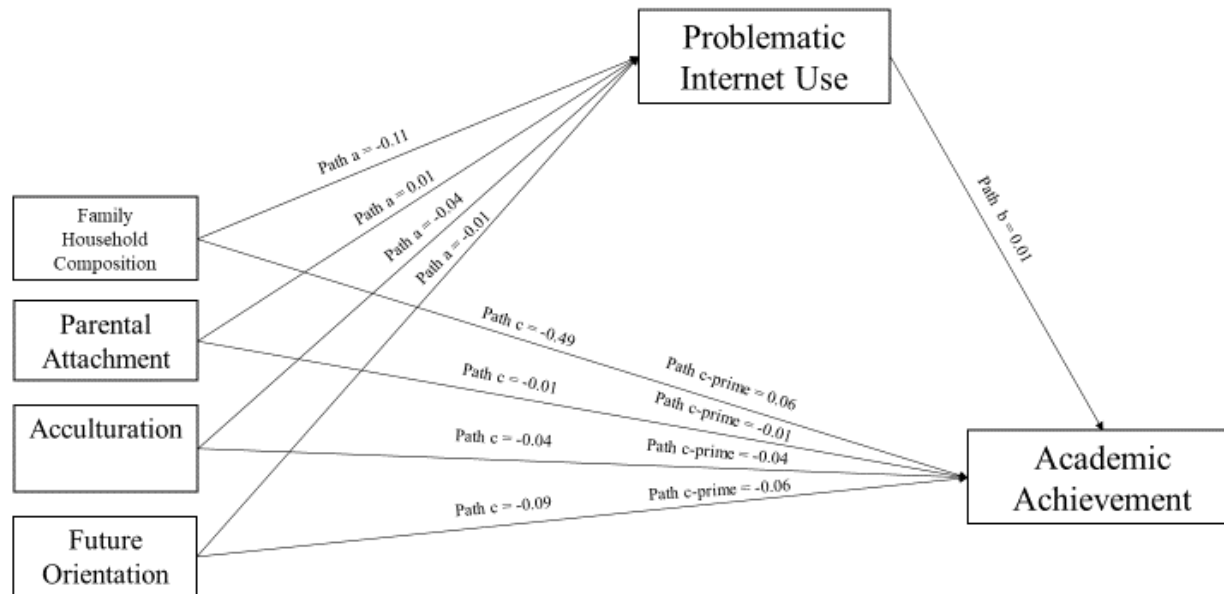 Problematic
Internet Use
Path a = -0.11
Path a = 0.01
Path a = -0.04
Path a = -0.01
Path b = 0.01
Family
Household
Composition
Parental
Attachment
Acculturation
Future
Orientation
Path c = -0.49
Path c-prime = 0.06
Path c = -0.01
Path c-prime = -0.01
Path c = -0.04
Path c-prime = -0.04
Path c = -0.09
Path c-prime = -0.06
Academic
Achievement